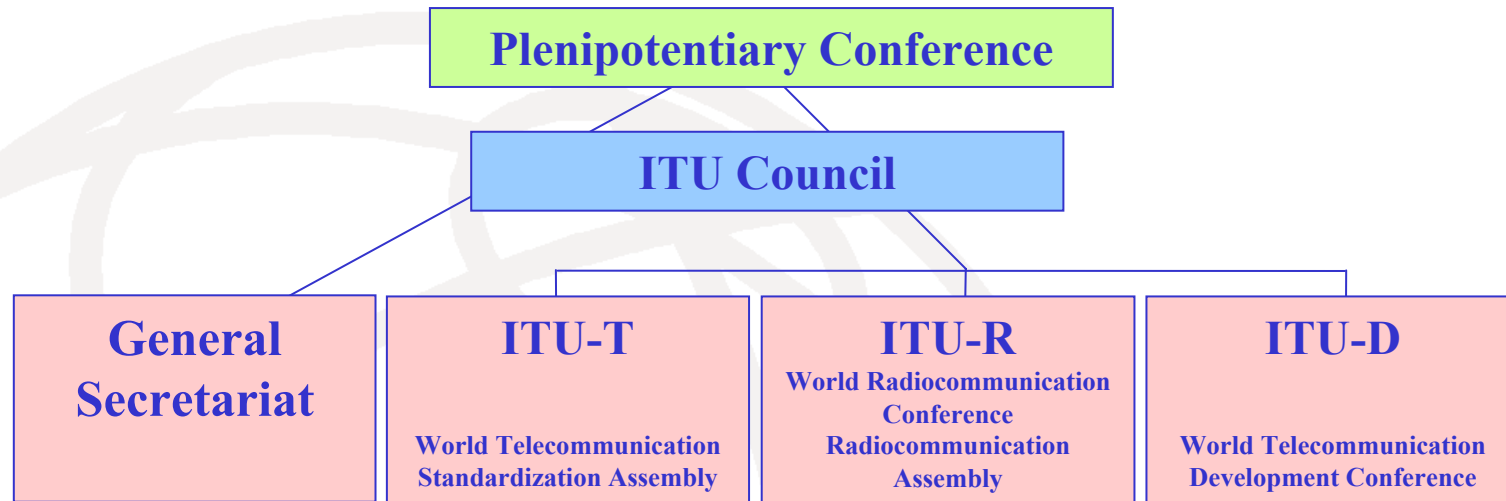 Plenipotentiary Conference
ITU Council
General
Secretariat
ITU-T
World Telecommunication
Standardization Assembly
ITU-R
World Radiocommunication
Conference
Radiocommunication
Assembly
ITU-D
World Telecommunication
Development Conference